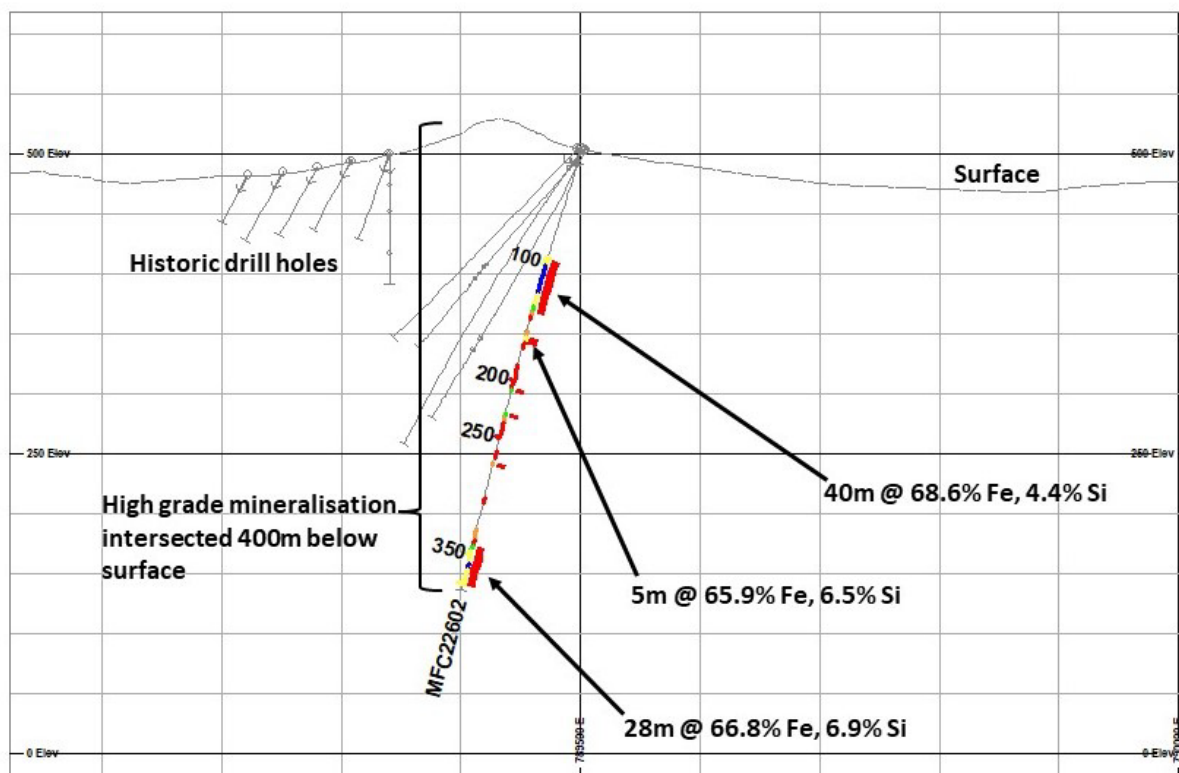 500 Elev
500 Elev
Surface
Historic drill holes
100
200
250
250 Elev
250 Elev
40m @ 68.6% Fe, 4.4% Si
High grade mineralisation
intersected 400m below
surface
350
5m @ 65.9% Fe, 6.5% Si
MFC22602
28m @ 66.8% Fe, 6.9% Si
0 Elev
0 Elev